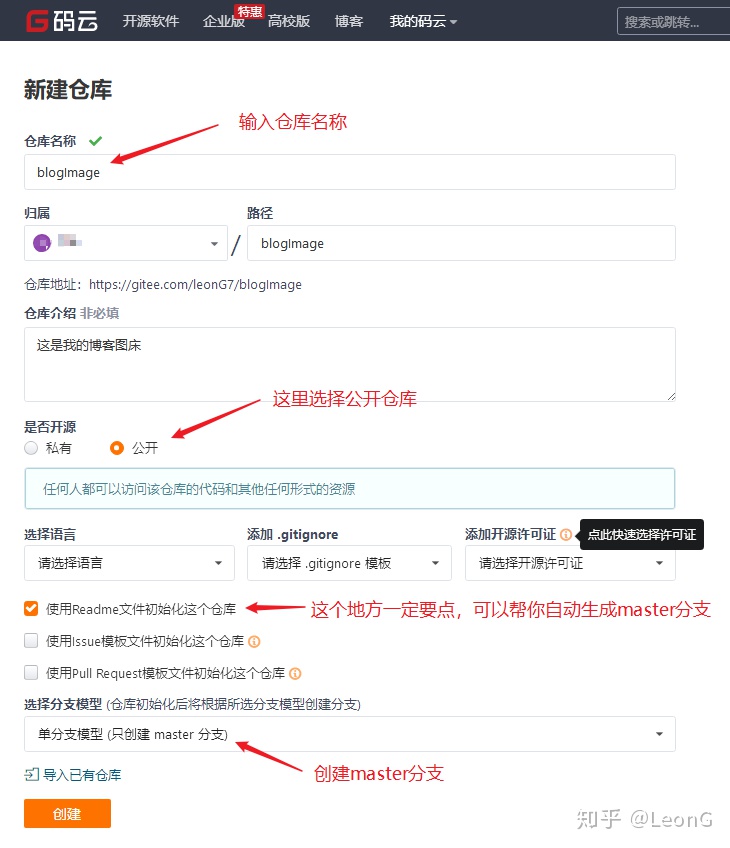 码云 开源软件 企业版 特惠 高校版 博客 我的码云 搜索或跳转...
新建仓库
输入仓库名称
仓库名称
blogImage
归属 路径
/ blogImage
仓库地址：https://gitee.com/leonG7/blogImage
仓库介绍 非必填
这是我的博客图床
这里选择公开仓库
是否开源
私有 公开
任何人都可以访问该仓库的代码和其他任何形式的资源
选择语言 添加 .gitignore 添加开源许可证 点此快速选择许可证
请选择语言 请选择 .gitignore 模板 请选择开源许可证
使用Readme文件初始化这个仓库 这个地方一定要点，可以帮你自动生成master分支
使用Issue模板文件初始化这个仓库
使用Pull Request模板文件初始化这个仓库
选择分支模型 (仓库初始化后将根据所选分支模型创建分支)
单分支模型 (只创建 master 分支)
导入已有仓库 创建master分支
创建
知乎 @LeonG